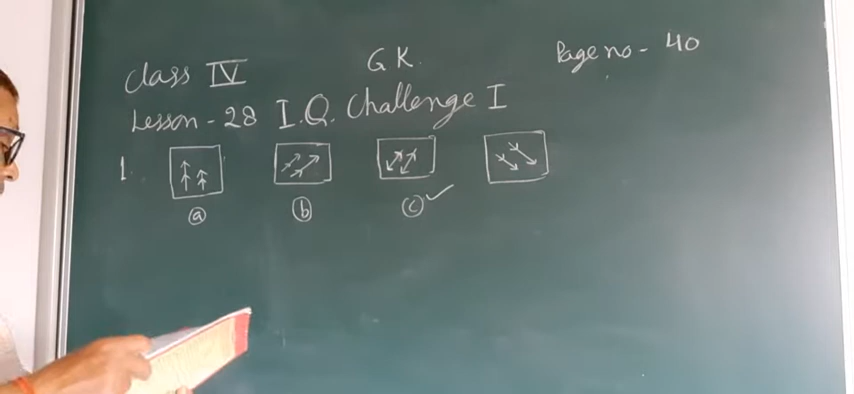 Class IV G K. Page no - 40
Lesson - 28 I.Q. Challenge I
1.
a b c ✓